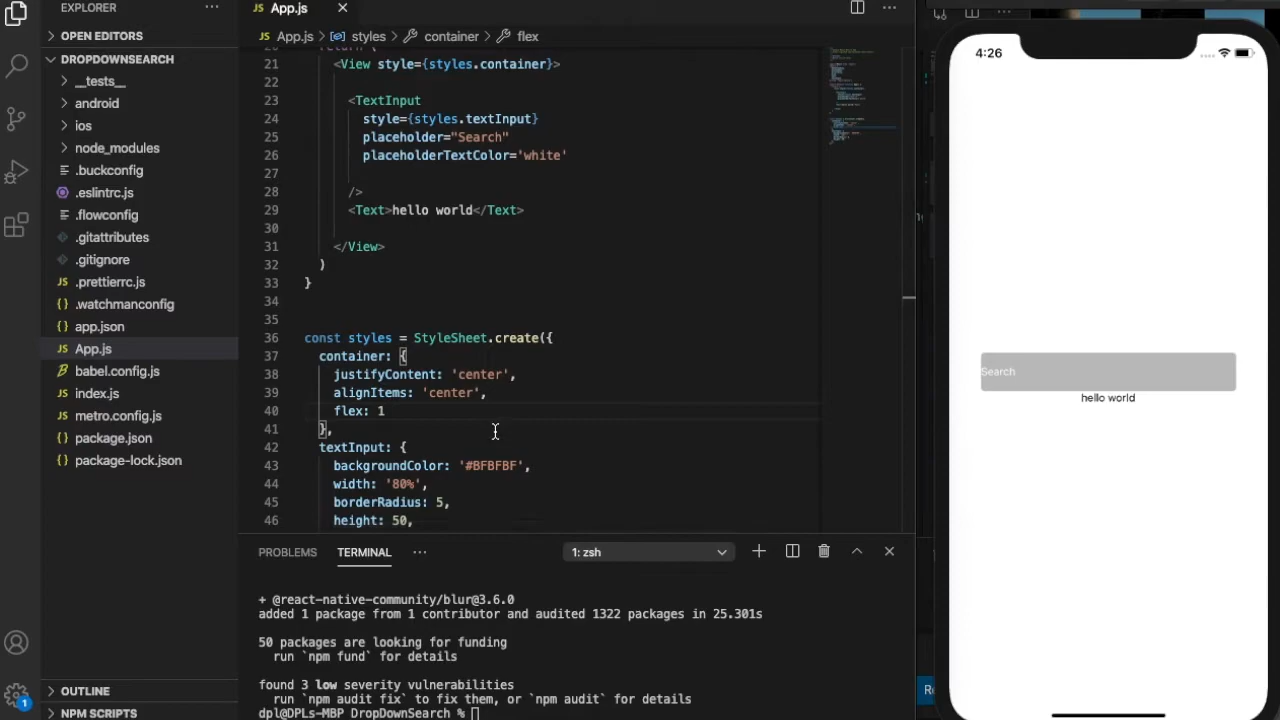 EXPLORER
OPEN EDITORS
DROPDOWNSEARCH
__tests__
android
ios
node_modules
.buckconfig
.eslintrc.js
.flowconfig
.gitattributes
.gitignore
.prettierrc.js
.watchmanconfig
app.json
App.js
babel.config.js
index.js
metro.config.js
package.json
package-lock.json
OUTLINE
NPM SCRIPTS
1
App.js
App.js > styles > container > flex
21 <View style={styles.container}>
22
23 <TextInput
24 style={styles.textInput}
25 placeholder="Search"
26 placeholderTextColor='white'
27
28 />
29 <Text>hello world</Text>
30
31 </View>
32 )
33 }
34
35
36 const styles = StyleSheet.create({
37 container: {
38 justifyContent: 'center',
39 alignItems: 'center',
40 flex: 1
41 },
42 textInput: {
43 backgroundColor: '#BFBFBF',
44 width: '80%',
45 borderRadius: 5,
46 height: 50,
PROBLEMS TERMINAL 1: zsh
+ @react-native-community/blur@3.6.0
added 1 package from 1 contributor and audited 1322 packages in 25.301s
50 packages are looking for funding
run `npm fund` for details
found 3 low severity vulnerabilities
run `npm audit fix` to fix them, or `npm audit` for details
dpl@DPLs-MBP DropDownSearch %
4:26
Search
hello world